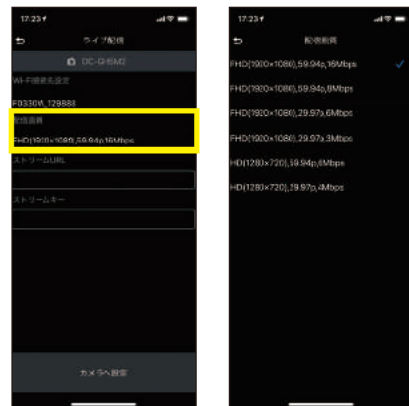 17:23
ライブ配信
DC-GH5M2
Wi-Fi接続先設定
F0330W_129888
配信画質
FHD(1920×1080),59.94p,16Mbps
ストリームURL
ストリームキー
カメラへ設定
17:23
配信画質
FHD(1920×1080),59.94p,16Mbps
FHD(1920×1080),59.94p,8Mbps
FHD(1920×1080),29.97p,6Mbps
FHD(1920×1080),29.97p,3Mbps
HD(1280×720),59.94p,6Mbps
HD(1280×720),29.97p,4Mbps